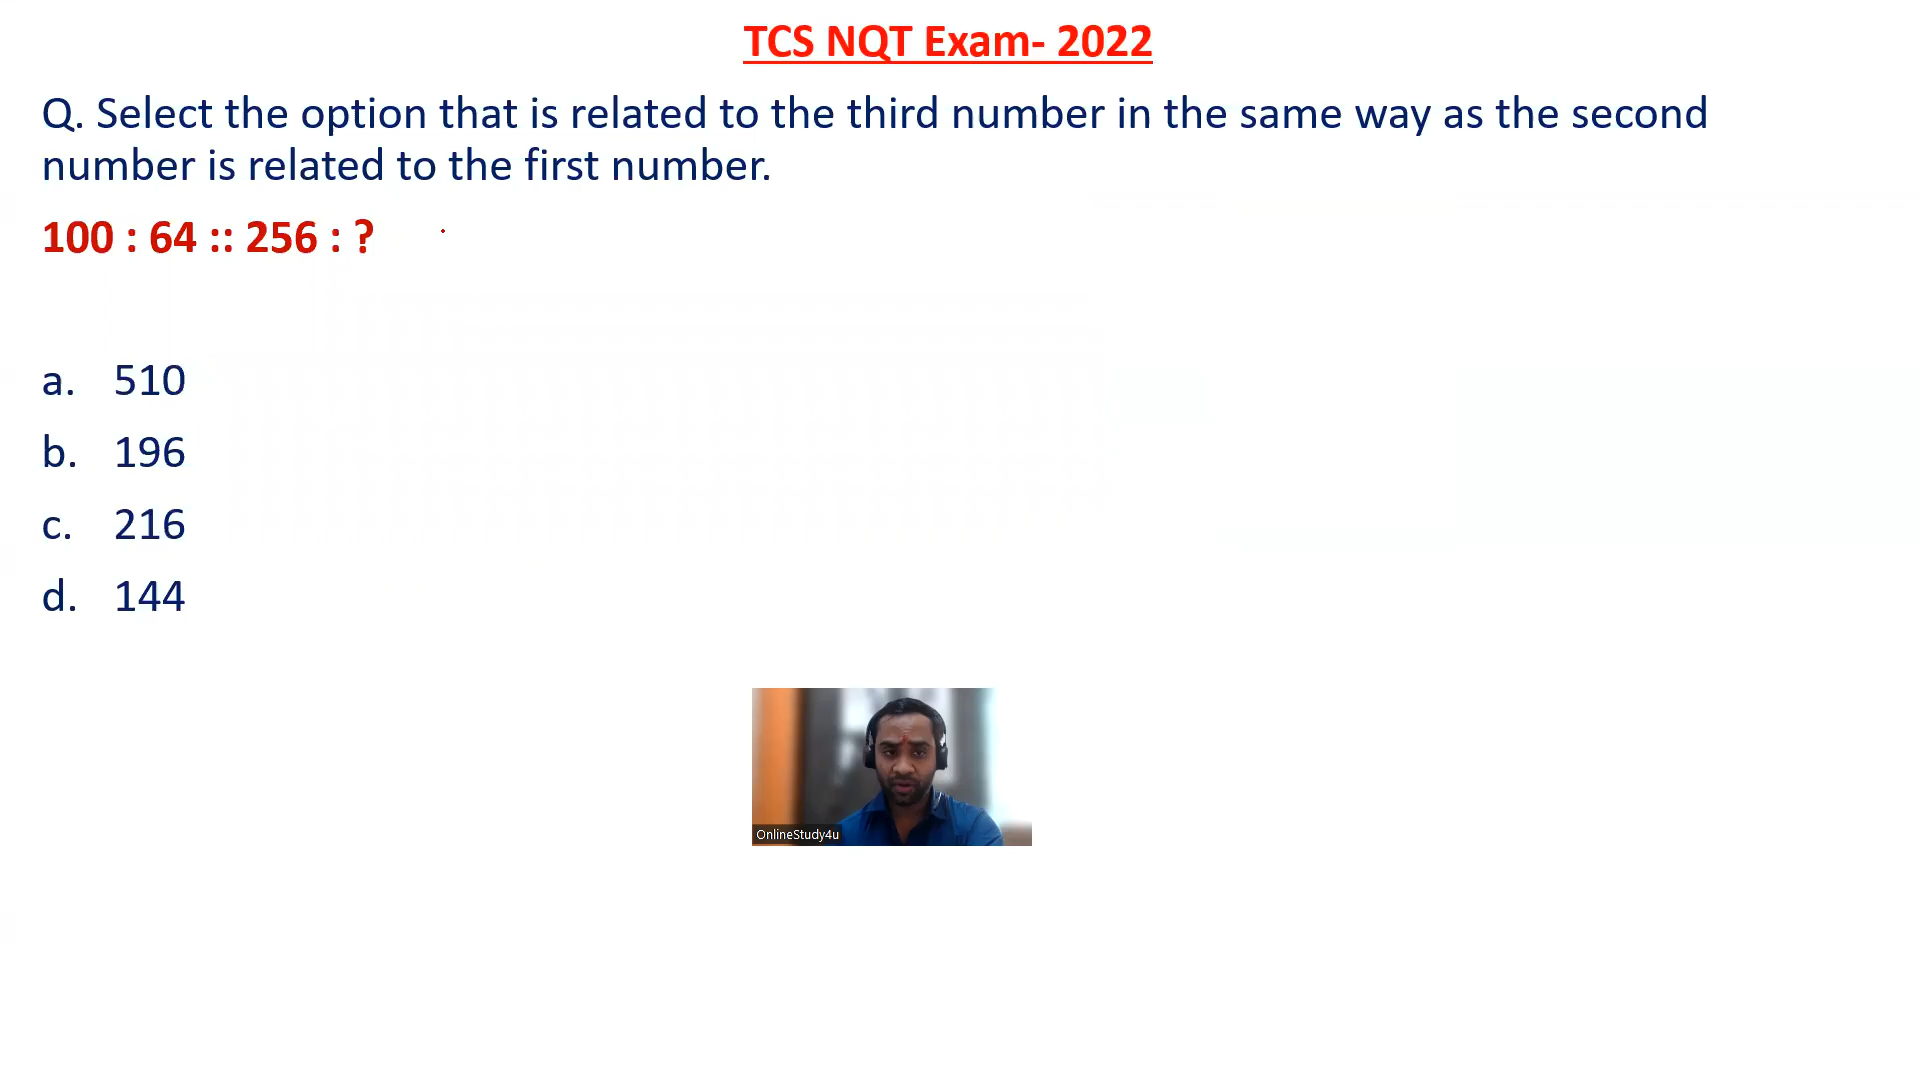 TCS NQT Exam- 2022
Q. Select the option that is related to the third number in the same way as the second
number is related to the first number.
100 : 64 :: 256 : ?
a. 510
b. 196
c. 216
d. 144
OnlineStudy4u